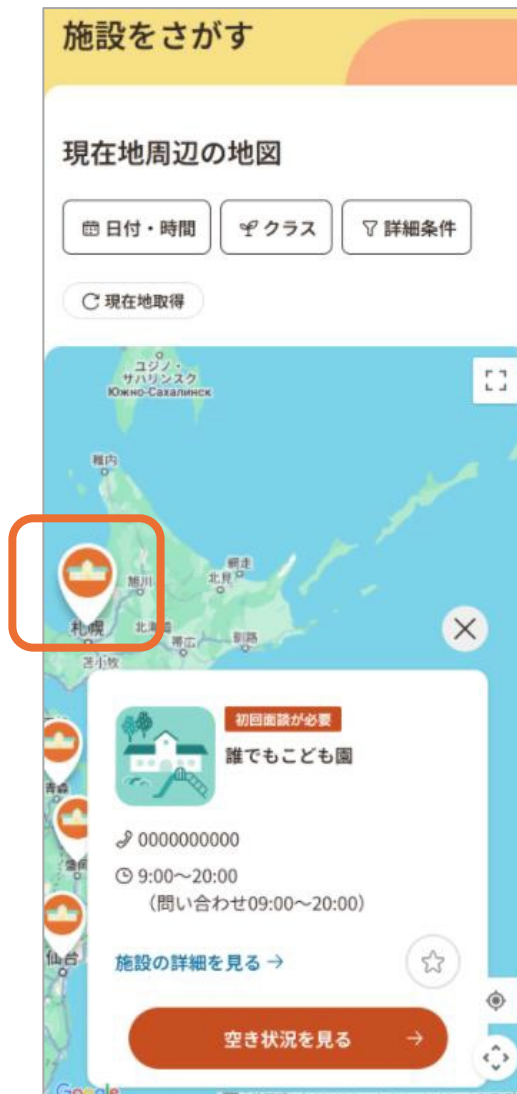 施設をさがす
現在地周辺の地図
日付・時間
クラス
詳細条件
現在地取得
ユジノ・
サハリンスク
Южно-Сахалинск
稚内
網走
旭川
北見
札幌
北海道
帯広
釧路
苫小牧
初回面談が必要
誰でもこども園
青森
0000000000
盛岡
9:00～20:00
（問い合わせ09:00～20:00）
仙台
施設の詳細を見る
空き状況を見る
Google